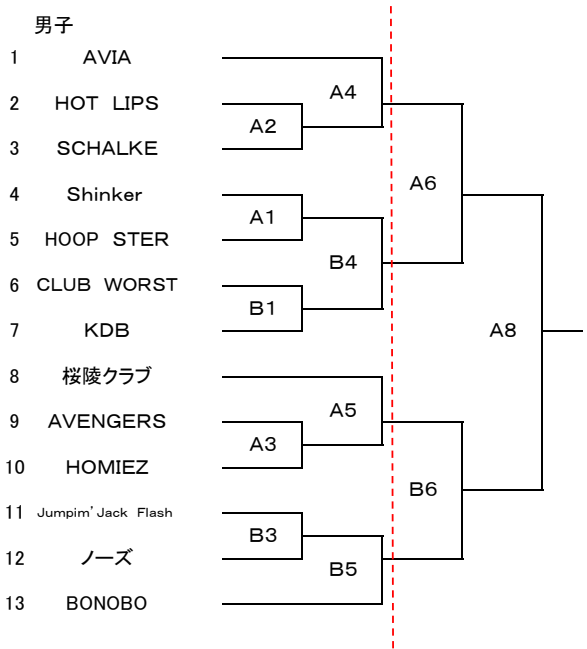 男子
1 AVIA
2 HOT LIPS
3 SCHALKE
4 Shinker
5 HOOP STER
6 CLUB WORST
7 KDB
8 桜陵クラブ
9 AVENGERS
10 HOMIEZ
11 Jumpim' Jack Flash
12 ノーズ
13 BONOBO
A4
A2
A6
A1
B4
B1
A8
A5
A3
B6
B3
B5